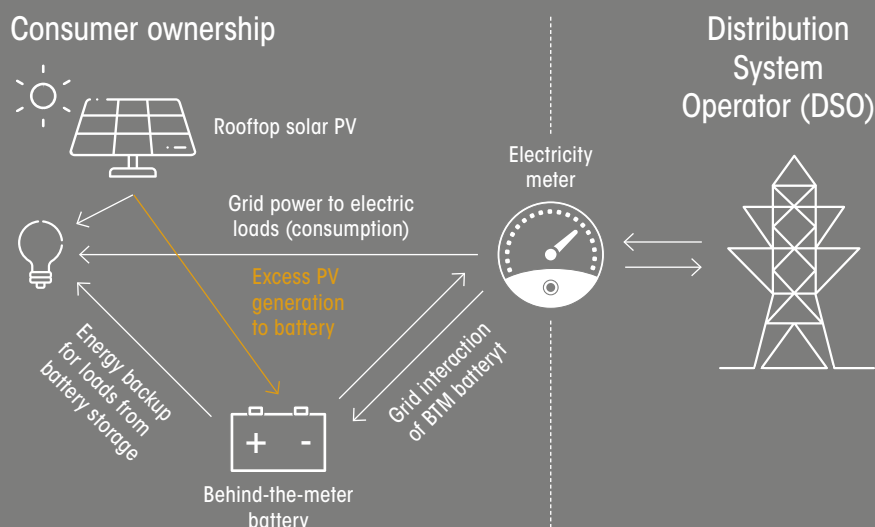 Consumer ownership
Distribution
System
Operator (DSO)
Rooftop solar PV
Electricity
meter
Grid power to electric
loads (consumption)
Excess PV
generation
to battery
Energy backup
for loads from
battery storage
Grid interaction
of BTM batteryt
+ -
Behind-the-meter
battery